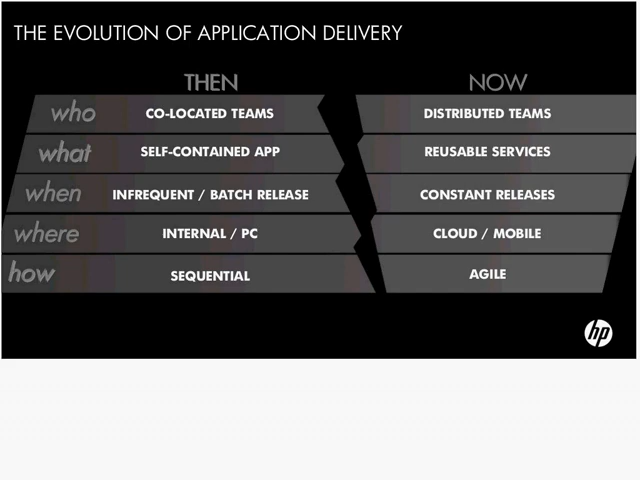 THE EVOLUTION OF APPLICATION DELIVERY
THEN NOW
who CO-LOCATED TEAMS DISTRIBUTED TEAMS
what SELF-CONTAINED APP REUSABLE SERVICES
when INFREQUENT / BATCH RELEASE CONSTANT RELEASES
where INTERNAL / PC CLOUD / MOBILE
how SEQUENTIAL AGILE
hp